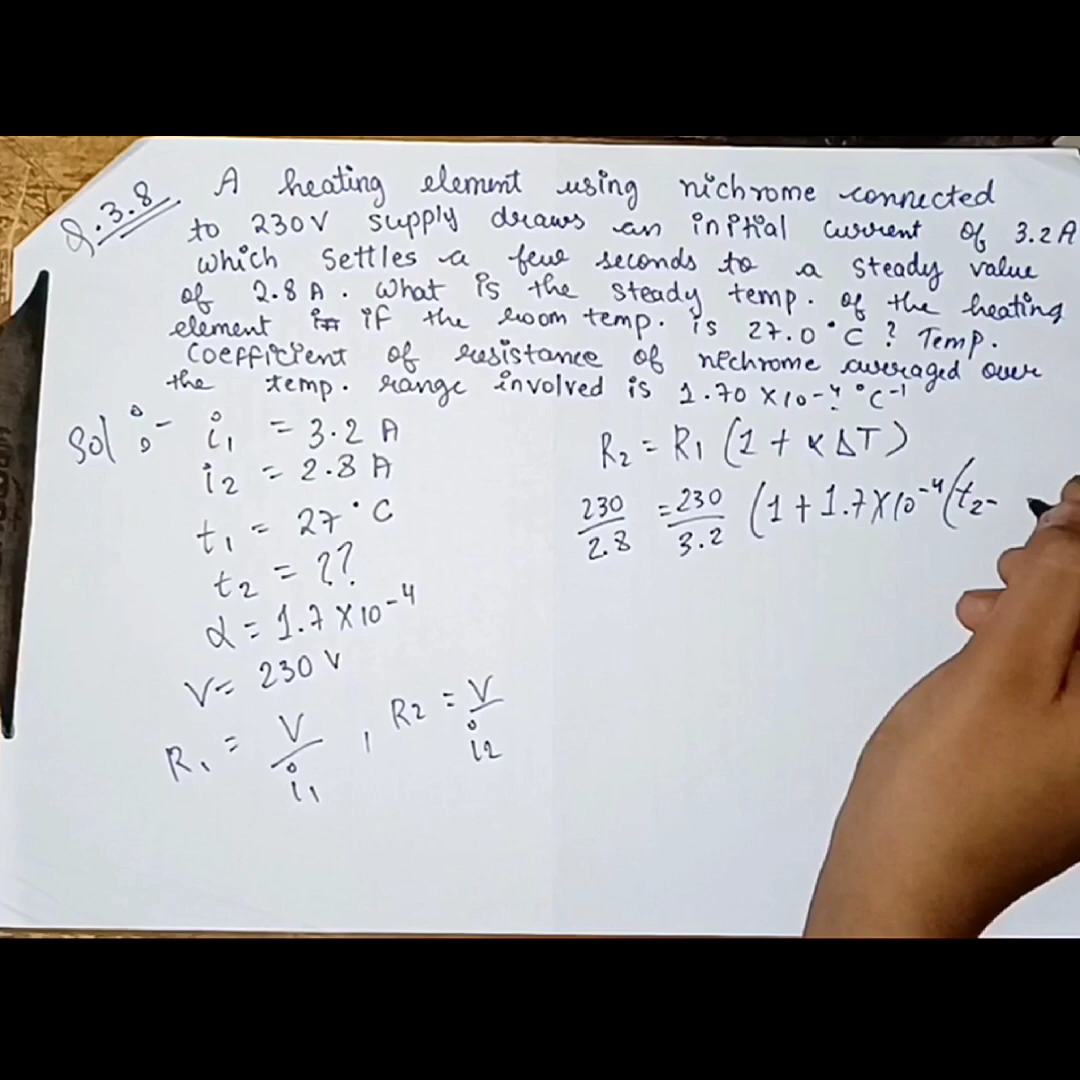 Q.3.8. A heating element using nichrome connected
to 230V supply draws an initial current of 3.2A
which settles a few seconds to a steady value
of 2.8 A. What is the steady temp. of the heating
element if the room temp. is 27.0 °C ? Temp.
Coefficient of resistance of nichrome averaged over
the temp. range involved is 1.70 × 10-4 °C-1
Sol :- i1 = 3.2 A
i2 = 2.8 A
t1 = 27 °C
t2 = ??
α = 1.7 × 10-4
V = 230 V
R1 = V/i1 , R2 = V/i2
R2 = R1 (1 + α ΔT)
230/2.8 = 230/3.2 (1 + 1.7 × 10-4 (t2 -